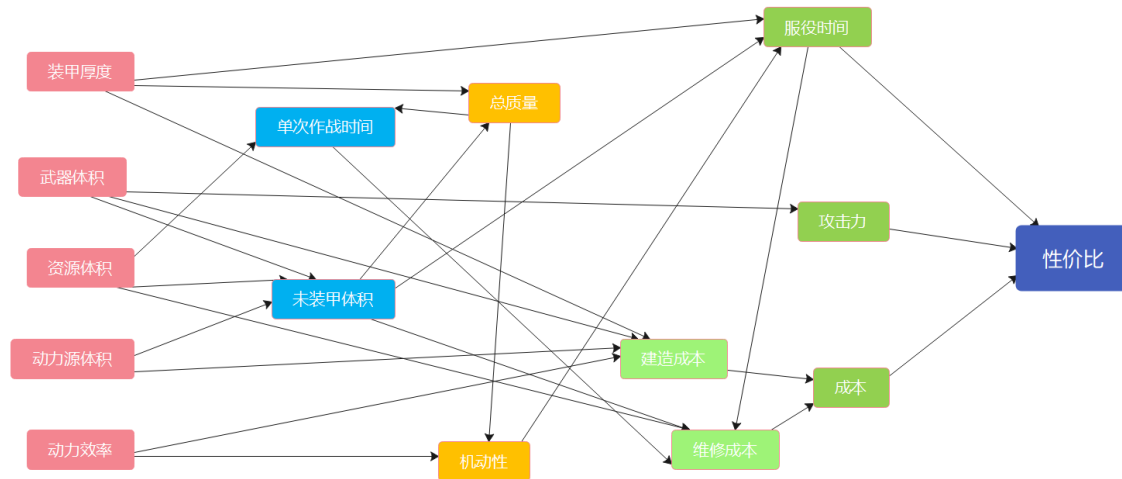 服役时间
装甲厚度
总质量
单次作战时间
武器体积
攻击力
性价比
资源体积
未装甲体积
动力源体积
建造成本
成本
动力效率
机动性
维修成本